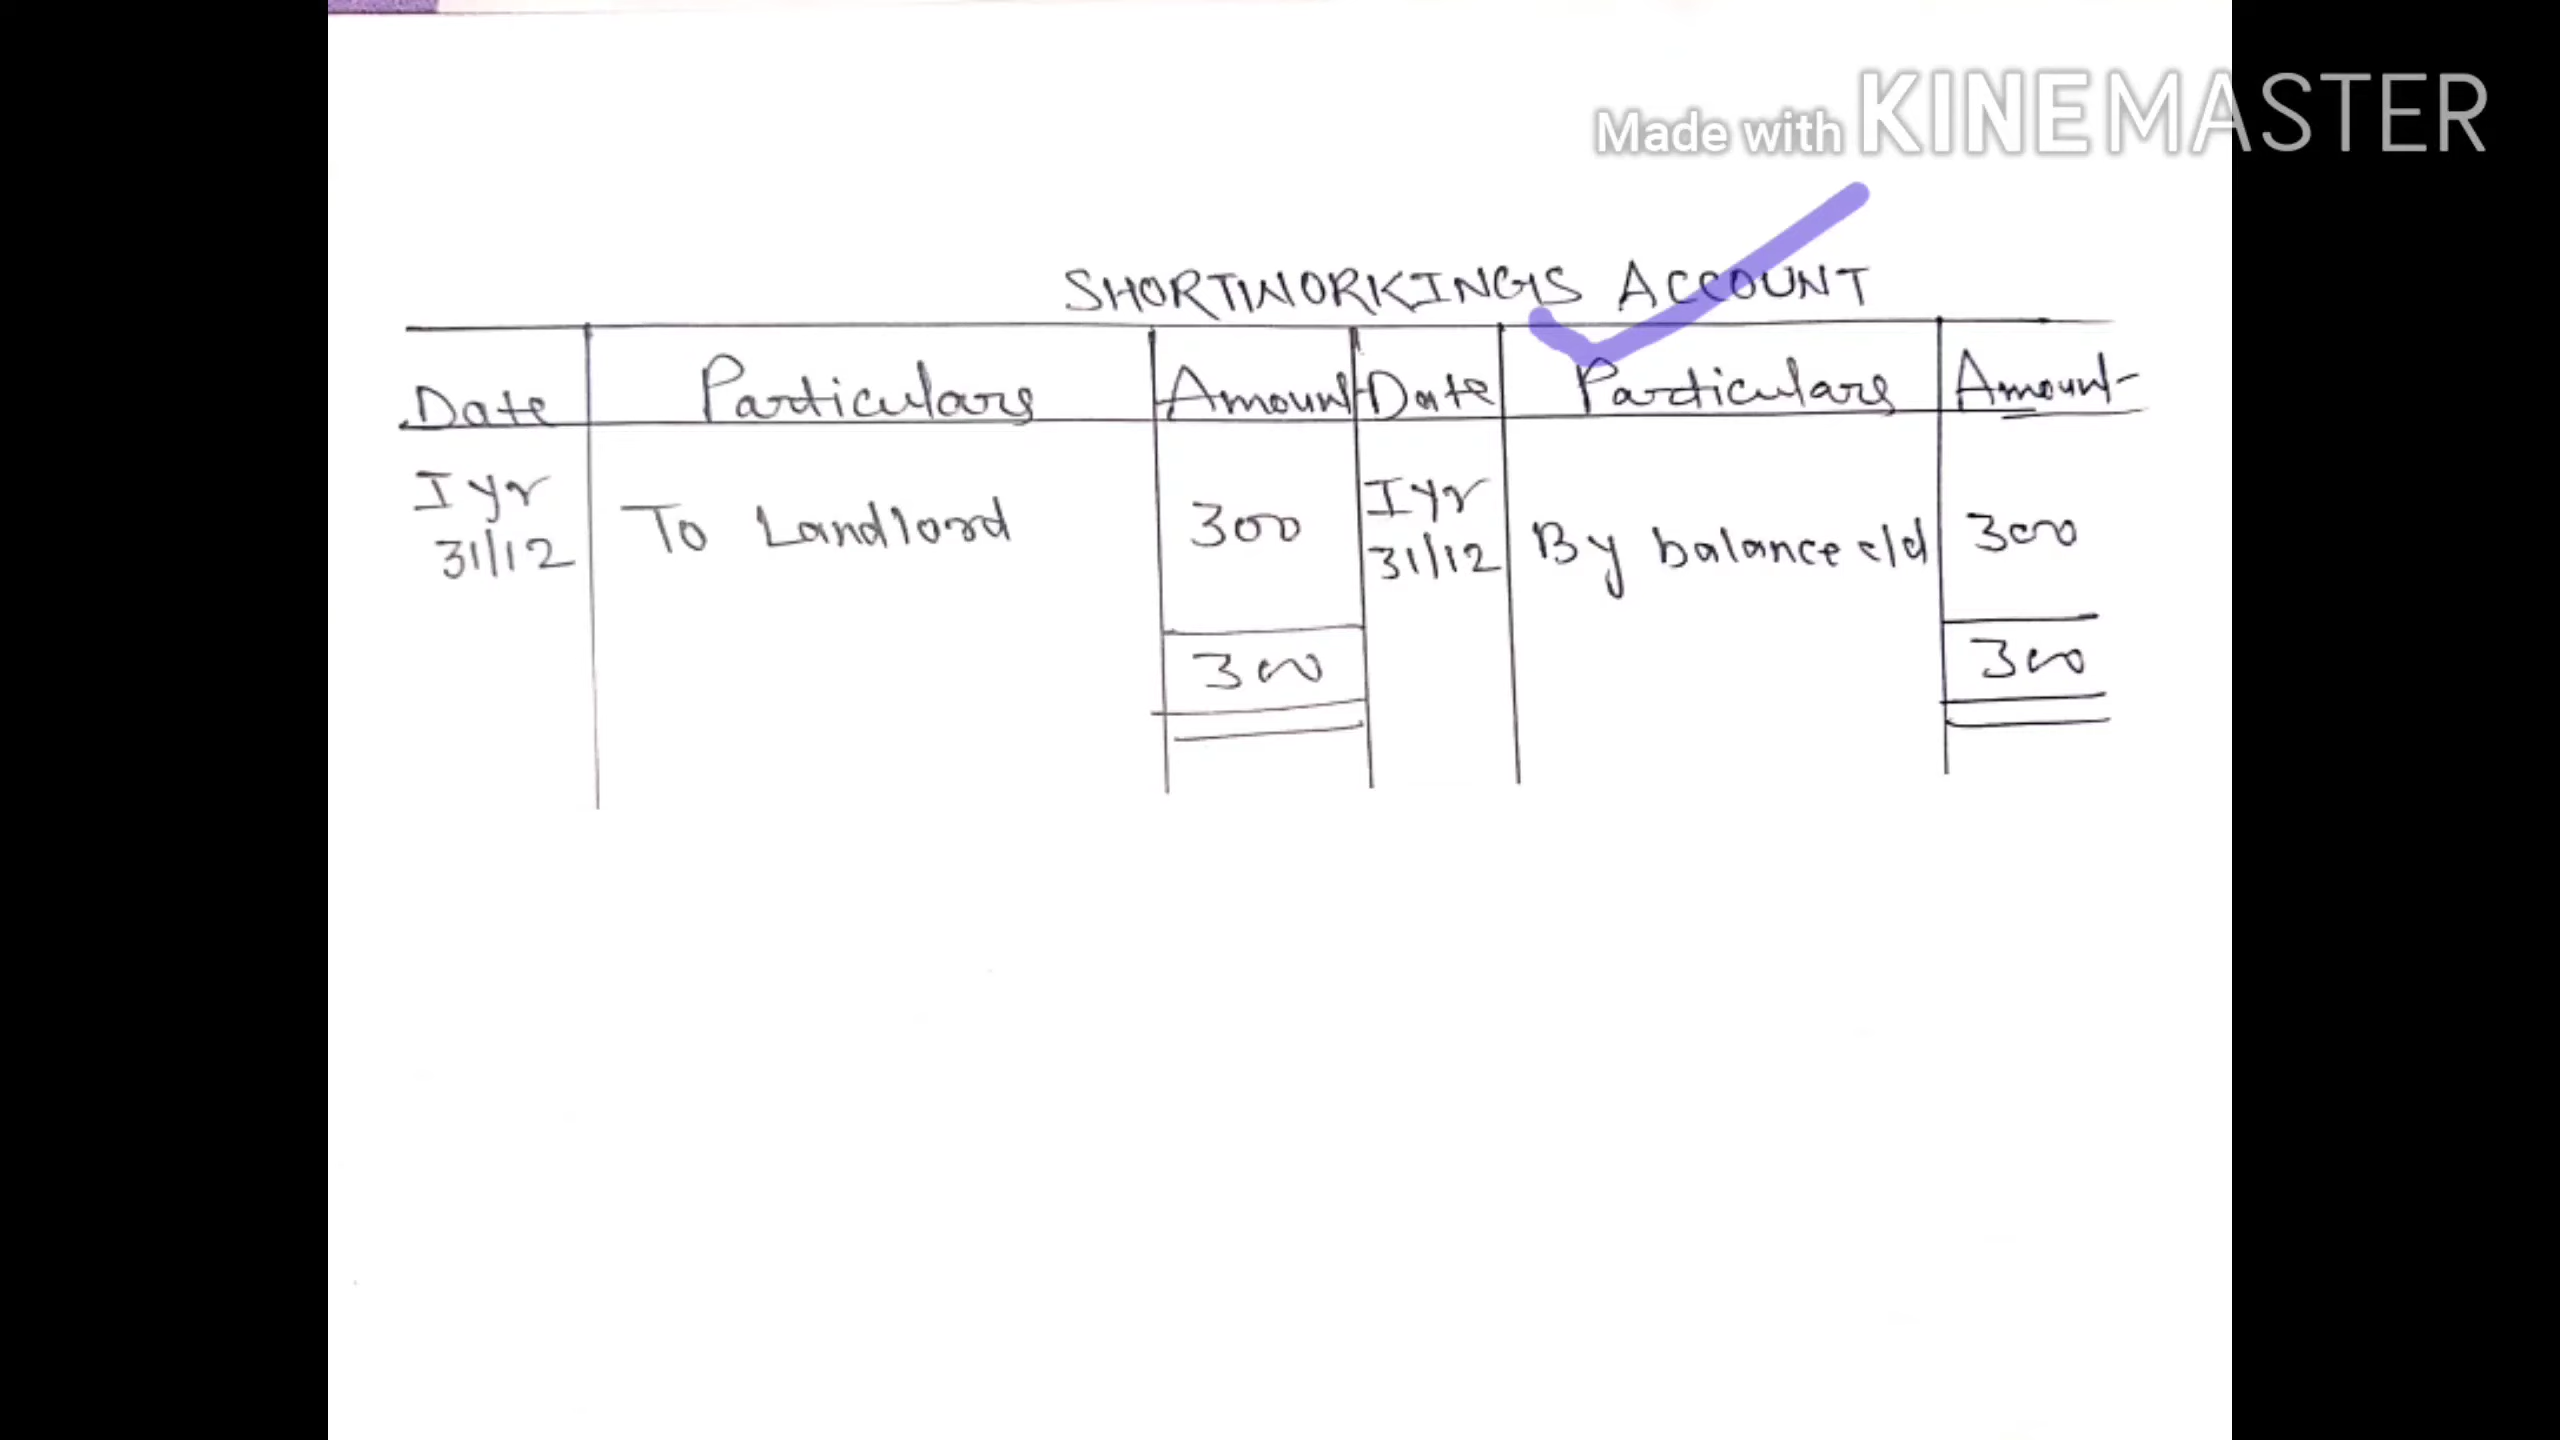 Made with KINEMASTER
SHORTWORKINGS ACCOUNT
Date Particulars Amount Date Particulars Amount
I yr I yr
31/12 To Landlord 300 31/12 By balance c/d 300
300 300